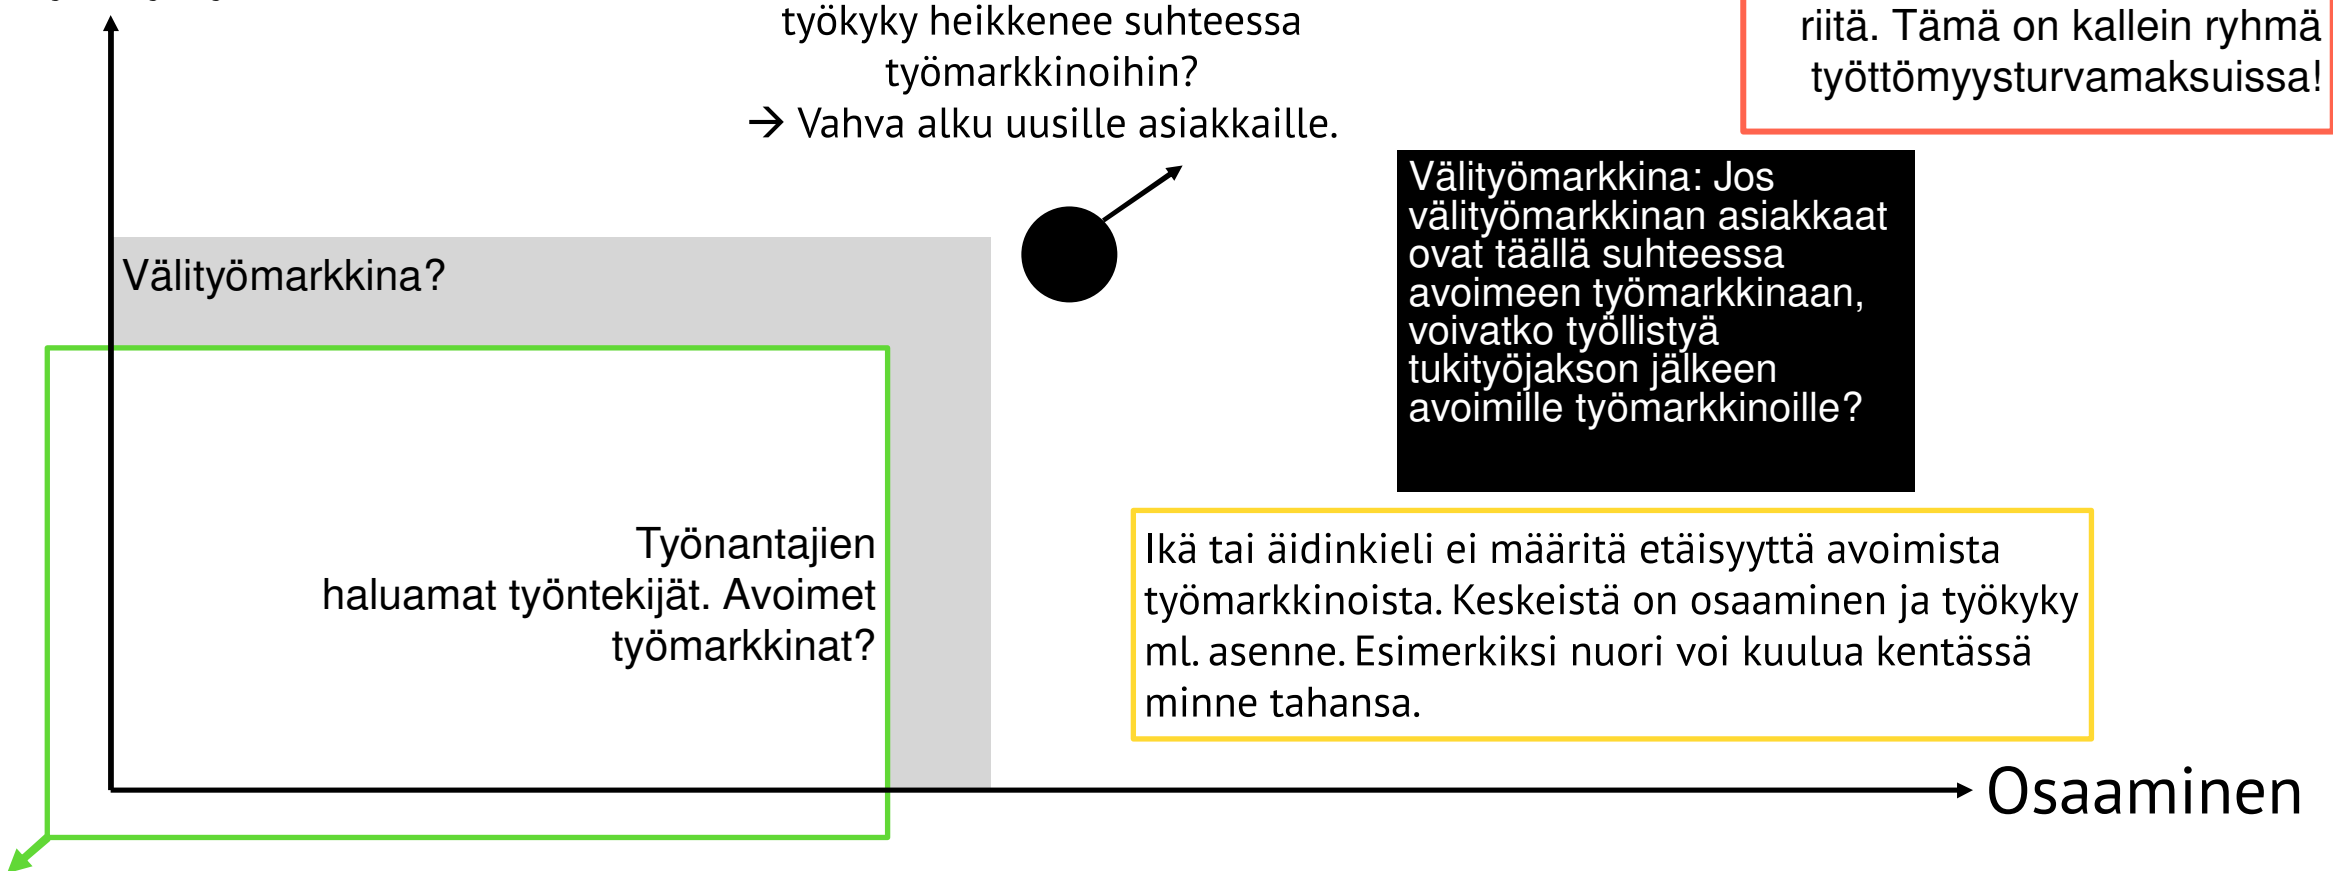 työkyky heikkenee suhteessa
työmarkkinoihin?
→ Vahva alku uusille asiakkaille.
riitä. Tämä on kallein ryhmä
työttömyysturvamaksuissa!
Välityömarkkina: Jos
välityömarkkinan asiakkaat
ovat täällä suhteessa
avoimeen työmarkkinaan,
voivatko työllistyä
tukityöjakson jälkeen
avoimille työmarkkinoille?
Välityömarkkina?
Työnantajien
haluamat työntekijät. Avoimet
työmarkkinat?
Ikä tai äidinkieli ei määritä etäisyyttä avoimista
työmarkkinoista. Keskeistä on osaaminen ja työkyky
ml. asenne. Esimerkiksi nuori voi kuulua kentässä
minne tahansa.
Osaaminen